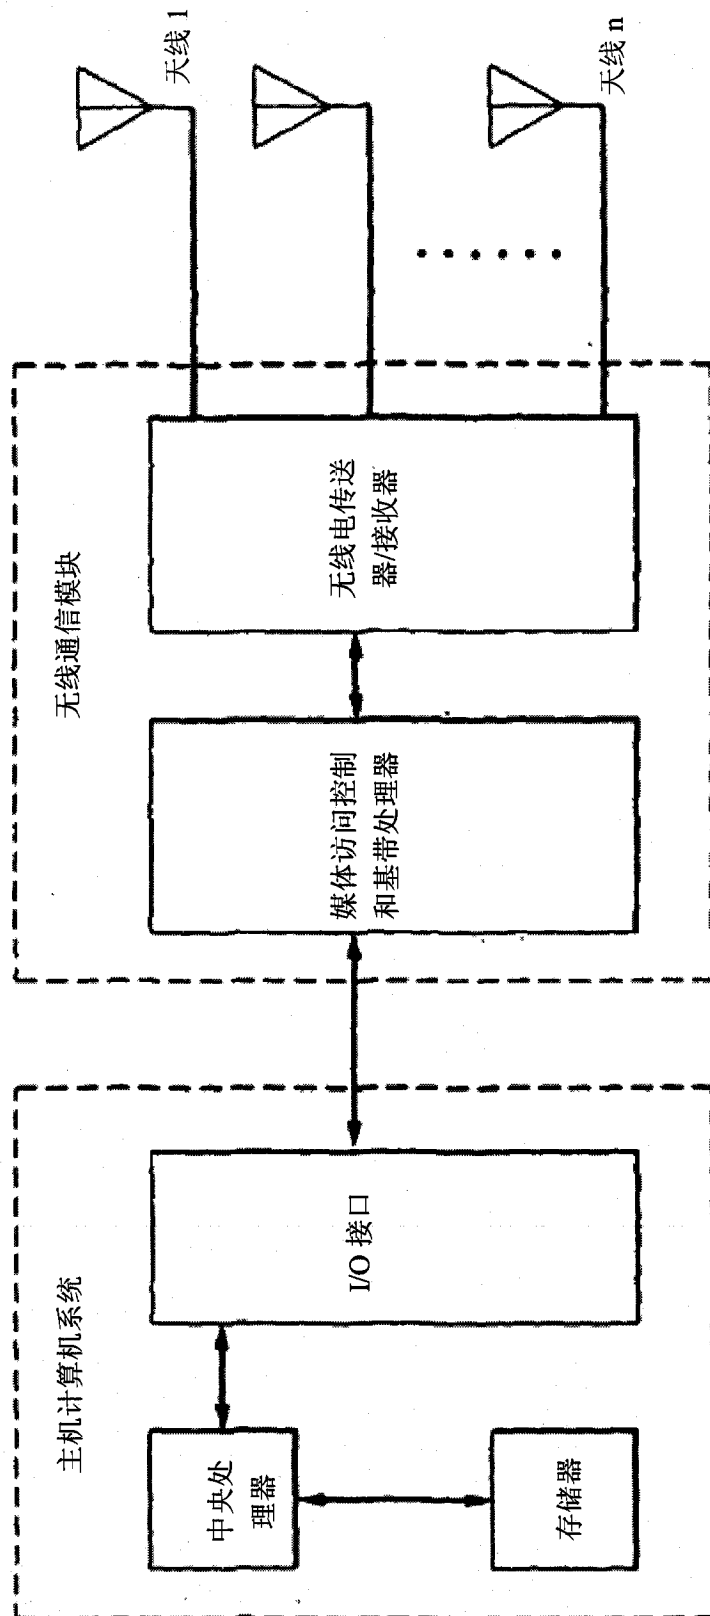 主机计算机系统
中央处
理器
存储器
I/O 接口
无线通信模块
媒体访问控制
和基带处理器
无线电传送
器/接收器
天线 1
天线 n